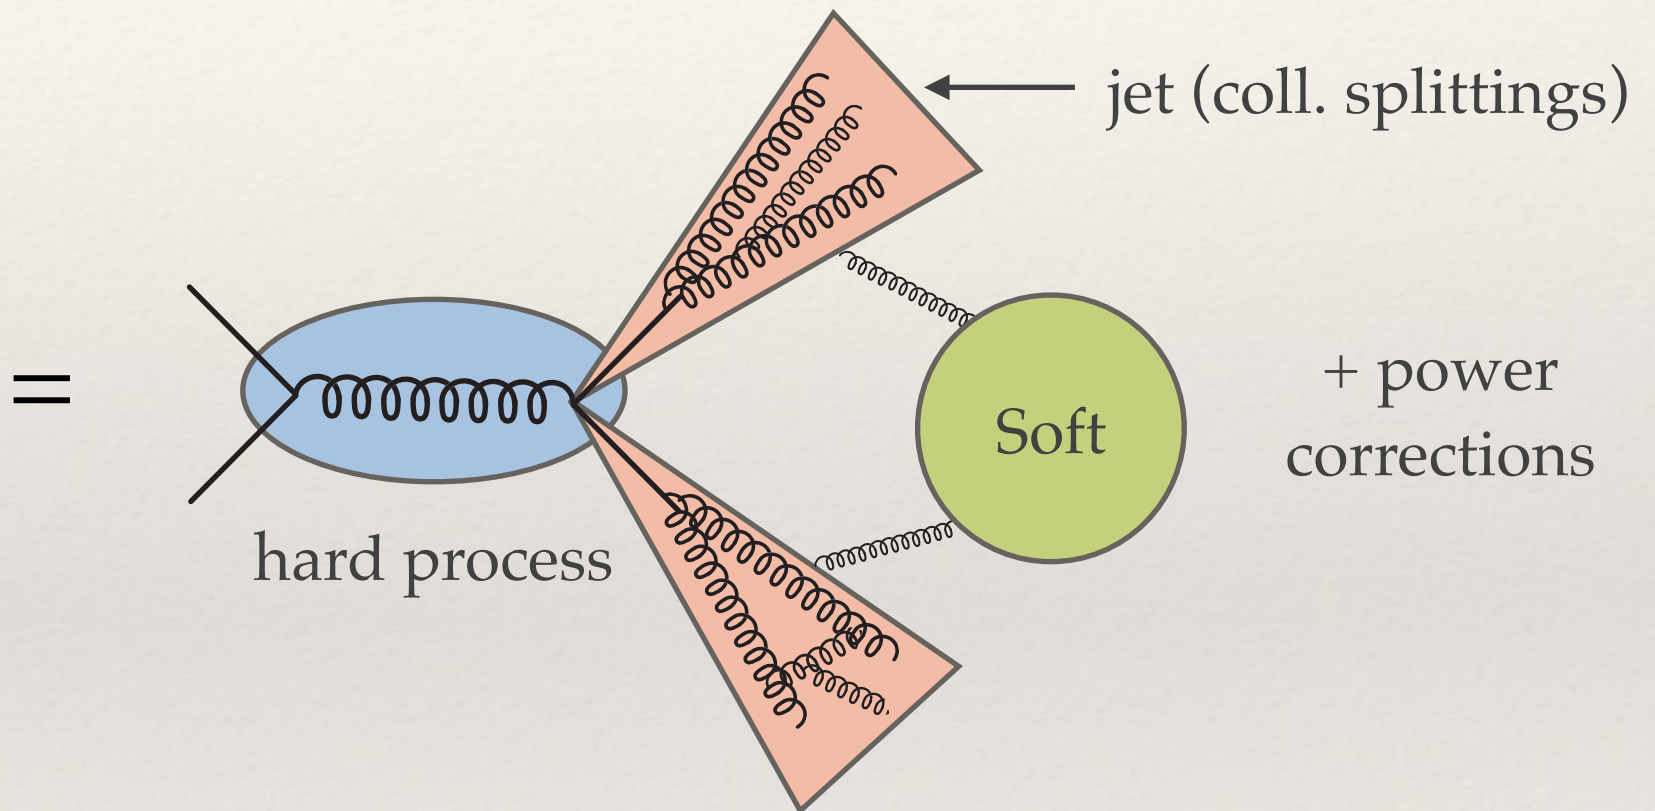 jet (coll. splittings)
=
Soft
+ power
corrections
hard process